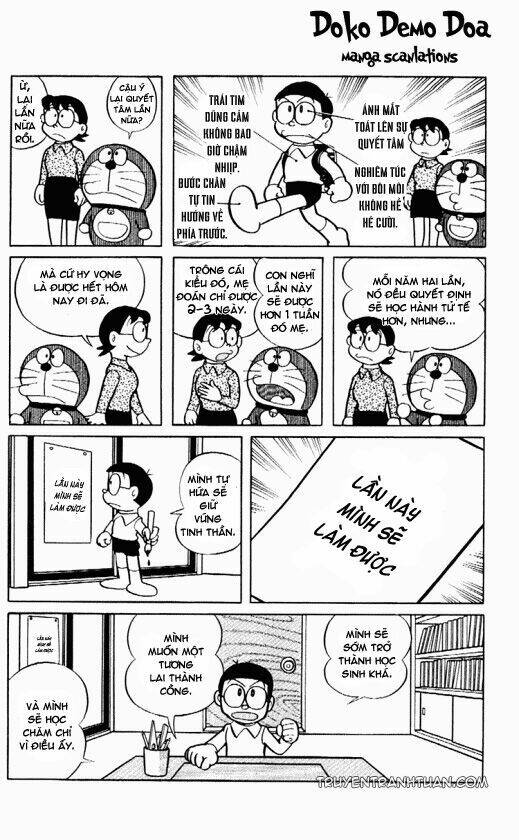 DOKO DEMO DOA
MANGA SCANLATIONS
Ừ,
LẠI
LẦN
NỮA
RỒI.
CẬU Ý
LẠI QUYẾT
TÂM LẦN
NỮA?
TRÁI TIM
DŨNG CẢM
KHÔNG BAO
GIỜ CHẬM
NHỊP.
BƯỚC CHÂN
TỰ TIN
HƯỚNG VỀ
PHÍA TRƯỚC.
ÁNH MẮT
TOÁT LÊN SỰ
QUYẾT TÂM
NGHIÊM TÚC
VỚI ĐÔI MÔI
KHÔNG HỀ
HÉ CƯỜI.
MÀ CỨ HY VỌNG
LÀ ĐƯỢC HẾT HÔM
NAY ĐI ĐÃ.
TRÔNG CÁI
KIỂU ĐÓ, MẸ
ĐOÁN CHỈ ĐƯỢC
2-3 NGÀY.
CON NGHĨ
LẦN NÀY
SẼ ĐƯỢC
HƠN 1 TUẦN
ĐÓ MẸ.
MỖI NĂM HAI LẦN,
NÓ ĐỀU QUYẾT ĐỊNH
SẼ HỌC HÀNH TỬ TẾ
HƠN, NHƯNG...
LẦN NÀY
MÌNH SẼ
LÀM ĐƯỢC
MÌNH TỰ
HỨA SẼ
GIỮ
VỮNG
TINH THẦN.
LẦN NÀY
MÌNH SẼ
LÀM ĐƯỢC
LẦN NÀY
MÌNH SẼ
LÀM ĐƯỢC
VÀ MÌNH
SẼ HỌC
CHĂM CHỈ
VÌ ĐIỀU ẤY.
MÌNH
MUỐN MỘT
TƯƠNG
LAI THÀNH
CÔNG.
MÌNH SẼ
SỚM TRỞ
THÀNH HỌC
SINH KHÁ.
TRUYENTRANHTUAN.COM